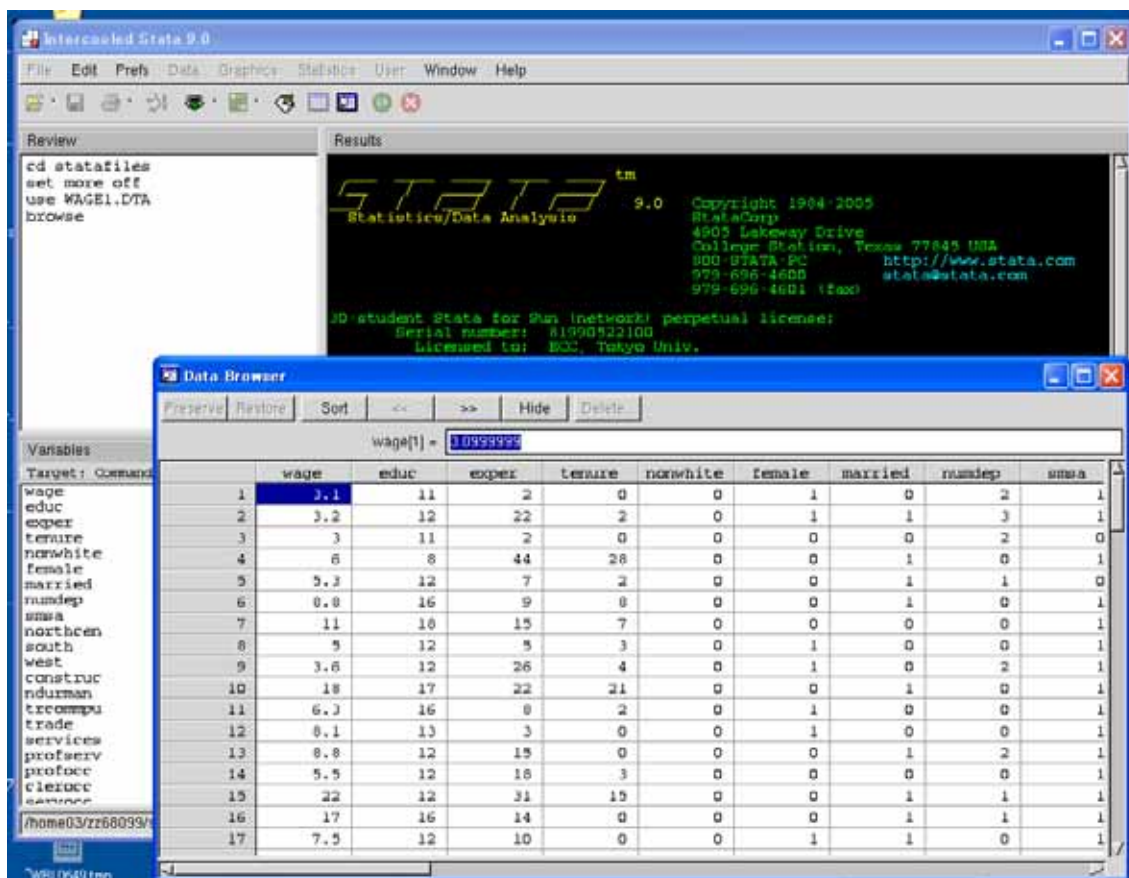 Intercooled Stata 9.0
File Edit Prefs Data Graphics Statistics User Window Help
Review
cd statafiles
set more off
use WAGE1.DTA
browse
Results
STATA tm
Statistics/Data Analysis
9.0 Copyright 1984-2005
StataCorp
4905 Lakeway Drive
College Station, Texas 77845 USA
800-STATA-PC http://www.stata.com
979-696-4600 stata@stata.com
979-696-4601 (fax)
student Stata for Sun (network) perpetual license:
Serial number: 81990522100
Licensed to: ECC, Tokyo Univ.
Variables
Target: Command
wage
educ
exper
tenure
nonwhite
female
married
numdep
smsa
northcen
south
west
construc
ndurman
trcommpu
trade
services
profserv
profocc
clerocc
servocc
/home03/zz68099/s
Data Browser
Preserve Restore Sort << >> Hide Delete...
wage[1] = 3.0999999
wage educ exper tenure nonwhite female married numdep smsa
1 3.1 11 2 0 0 1 0 2 1
2 3.2 12 22 2 0 1 1 3 1
3 3 11 2 0 0 0 0 2 0
4 6 8 44 28 0 0 1 0 1
5 5.3 12 7 2 0 0 1 1 0
6 8.8 16 9 8 0 0 1 0 1
7 11 18 15 7 0 0 0 0 1
8 5 12 5 3 0 1 0 0 1
9 3.6 12 26 4 0 1 0 2 1
10 18 17 22 21 0 0 1 0 1
11 6.3 16 8 2 0 1 0 0 1
12 8.1 13 3 0 0 1 0 0 1
13 8.8 12 15 0 0 0 1 2 1
14 5.5 12 18 3 0 0 0 0 1
15 22 12 31 15 0 0 1 1 1
16 17 16 14 0 0 0 1 1 1
17 7.5 12 10 0 0 1 1 0 1